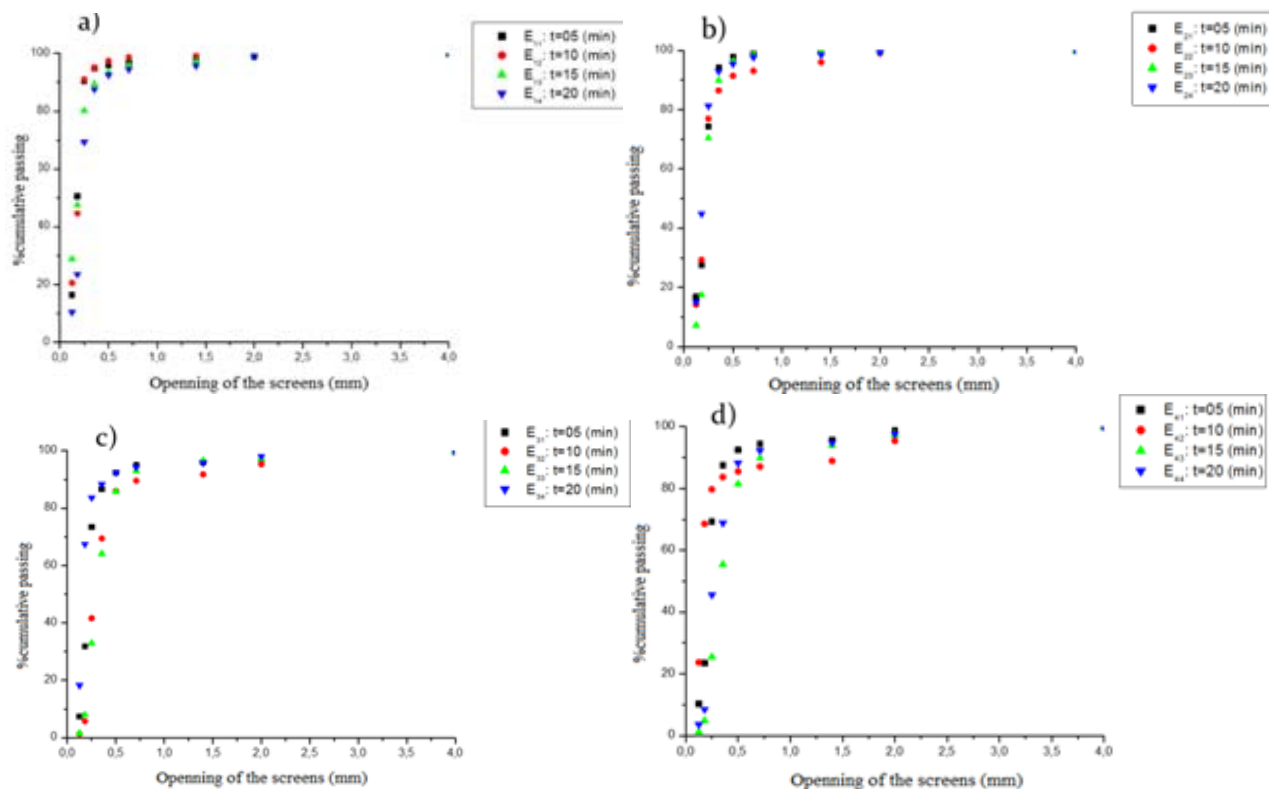 a)
E₁₁: t=05 (min)
E₁₂: t=10 (min)
E₁₃: t=15 (min)
E₁₄: t=20 (min)
%cumulative passing
100
80
60
40
20
0
0,0 0,5 1,0 1,5 2,0 2,5 3,0 3,5 4,0
Openning of the screens (mm)
b)
E₂₁: t=05 (min)
E₂₂: t=10 (min)
E₂₃: t=15 (min)
E₂₄: t=20 (min)
%cumulative passing
100
80
60
40
20
0
0,0 0,5 1,0 1,5 2,0 2,5 3,0 3,5 4,0
Openning of the screens (mm)
c)
E₃₁: t=05 (min)
E₃₂: t=10 (min)
E₃₃: t=15 (min)
E₃₄: t=20 (min)
%cumulative passing
100
80
60
40
20
0
0,0 0,5 1,0 1,5 2,0 2,5 3,0 3,5 4,0
Openning of the screens (mm)
d)
E₄₁: t=05 (min)
E₄₂: t=10 (min)
E₄₃: t=15 (min)
E₄₄: t=20 (min)
%cumulative passing
100
80
60
40
20
0
0,0 0,5 1,0 1,5 2,0 2,5 3,0 3,5 4,0
Openning of the screens (mm)